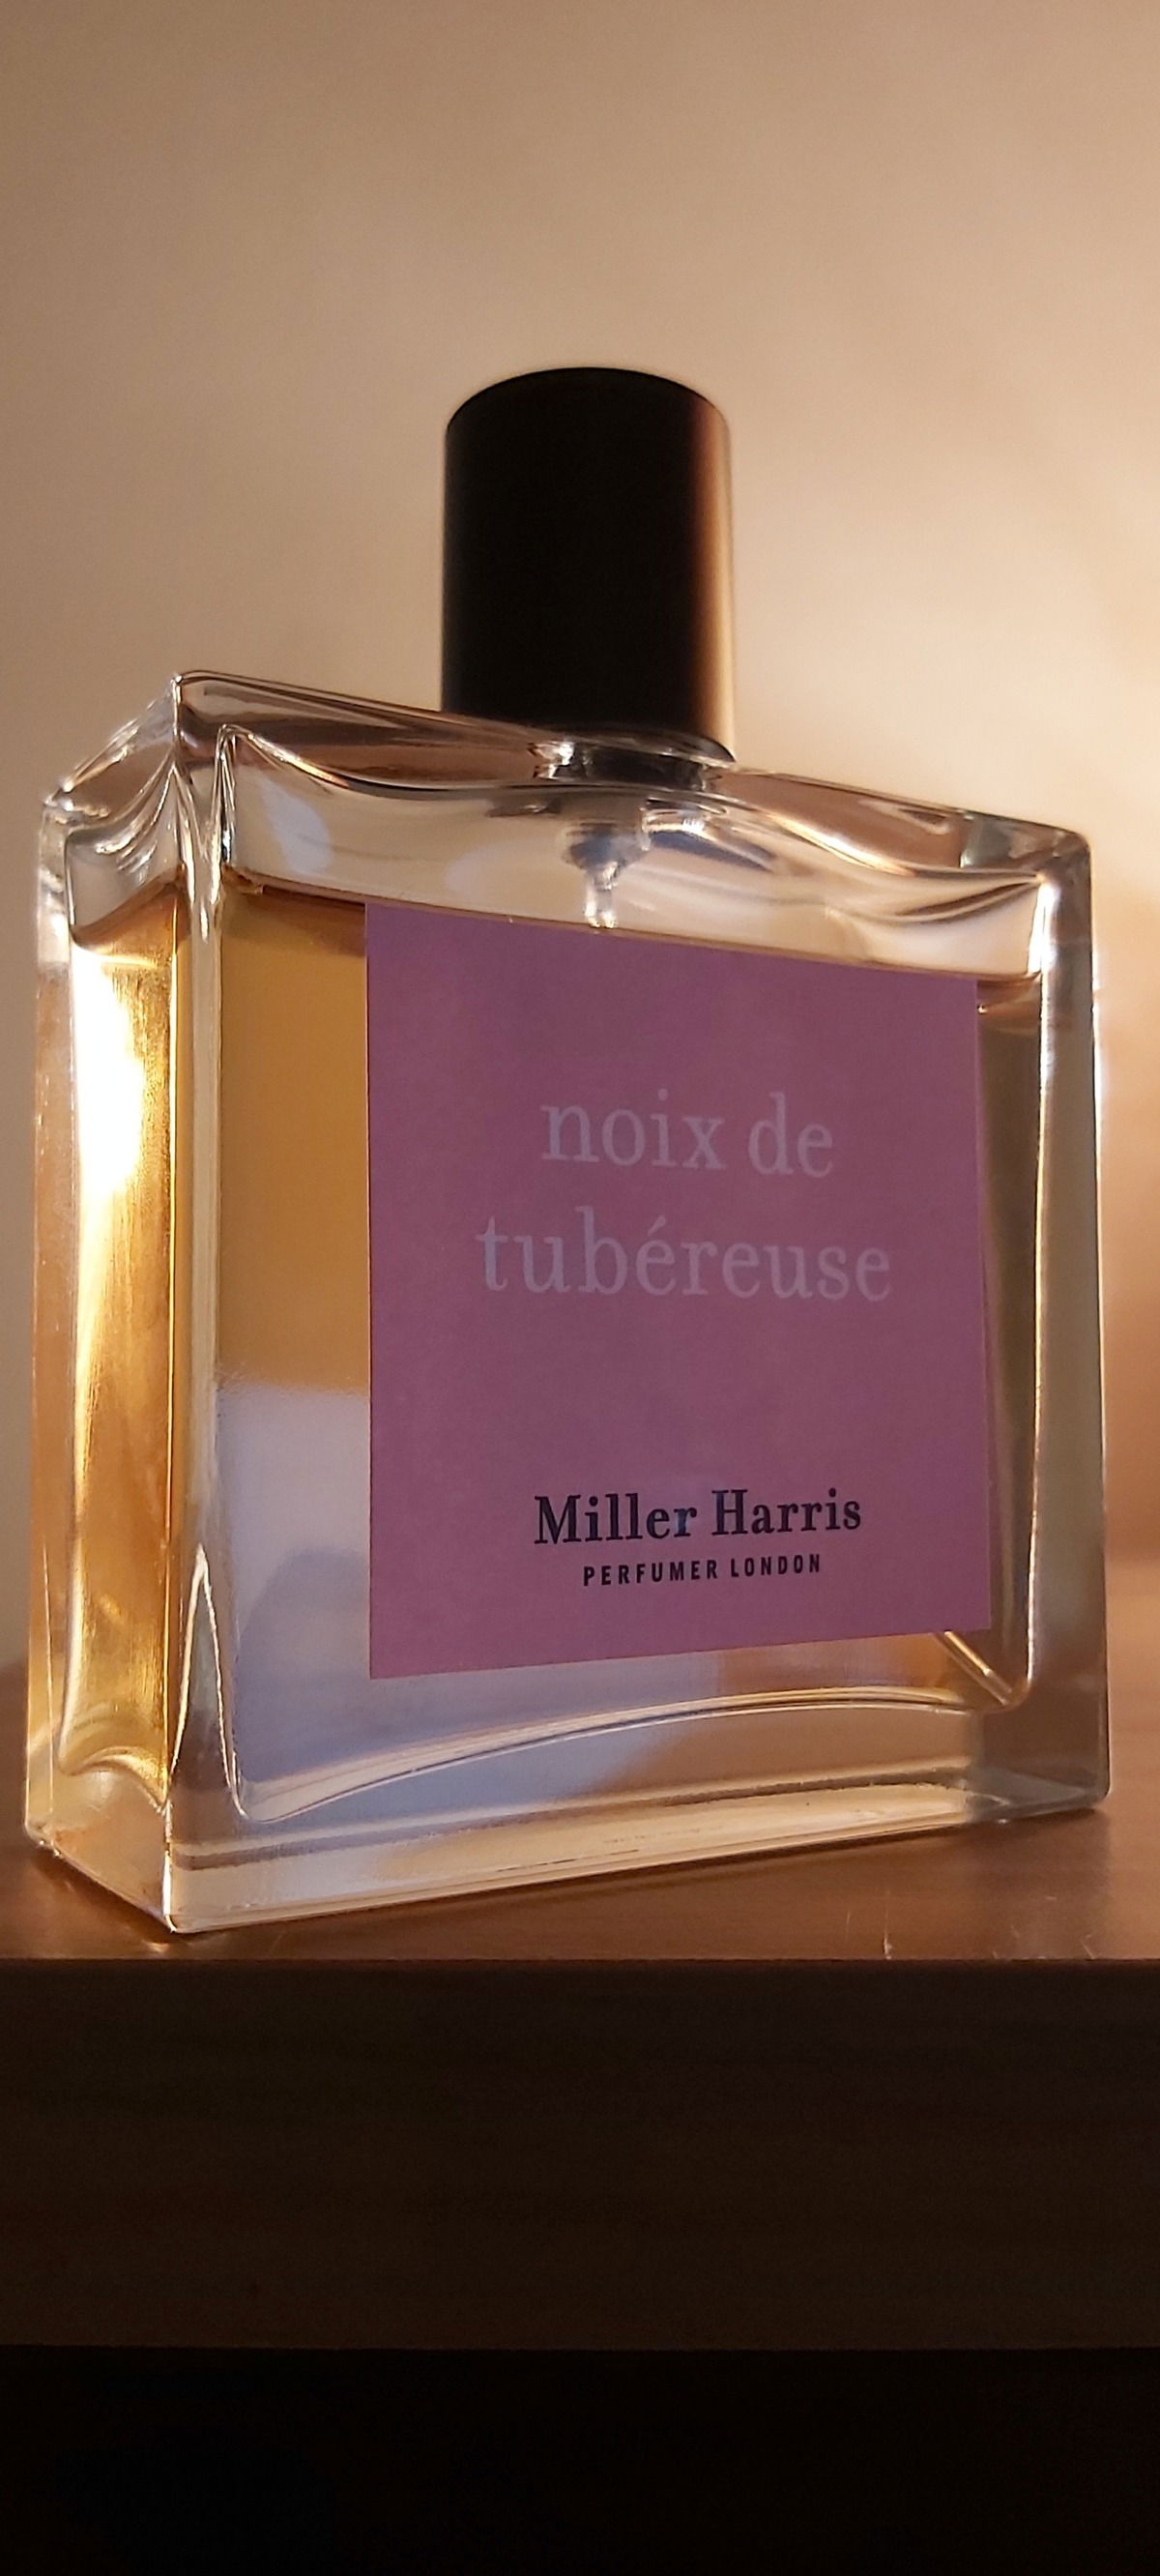 noix de
tubéreuse
Miller Harris
PERFUMER LONDON